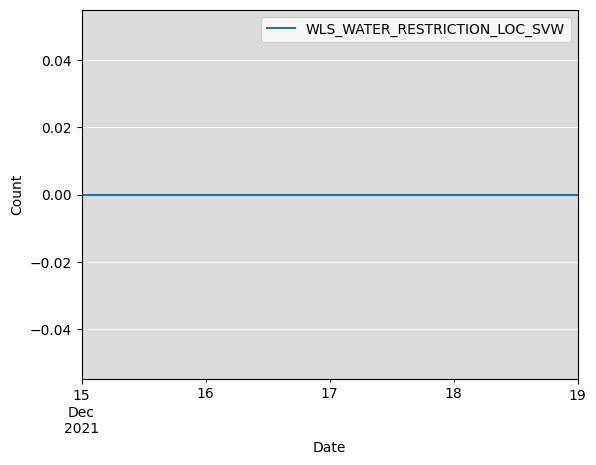 WLS_WATER_RESTRICTION_LOC_SVW
0.04
0.02
0.00
−0.02
−0.04
Count
15 16 17 18 19
Dec
2021
Date